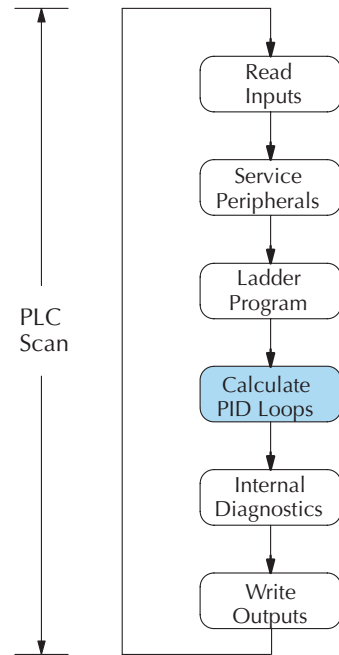 Read
Inputs
Service
Peripherals
Ladder
Program
PLC
Scan
Calculate
PID Loops
Internal
Diagnostics
Write
Outputs